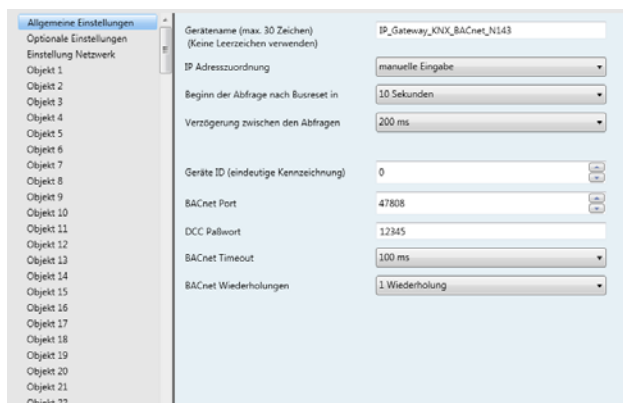 Allgemeine Einstellungen
Optionale Einstellungen
Einstellung Netzwerk
Objekt 1
Objekt 2
Objekt 3
Objekt 4
Objekt 5
Objekt 6
Objekt 7
Objekt 8
Objekt 9
Objekt 10
Objekt 11
Objekt 12
Objekt 13
Objekt 14
Objekt 15
Objekt 16
Objekt 17
Objekt 18
Objekt 19
Objekt 20
Objekt 21
Objekt 22
Gerätename (max. 30 Zeichen) IP_Gateway_KNX_BACnet_N143
(Keine Leerzeichen verwenden)
IP Adresszuordnung manuelle Eingabe
Beginn der Abfrage nach Busreset in 10 Sekunden
Verzögerung zwischen den Abfragen 200 ms
Geräte ID (eindeutige Kennzeichnung) 0
BACnet Port 47808
DCC Paßwort 12345
BACnet Timeout 100 ms
BACnet Wiederholungen 1 Wiederholung